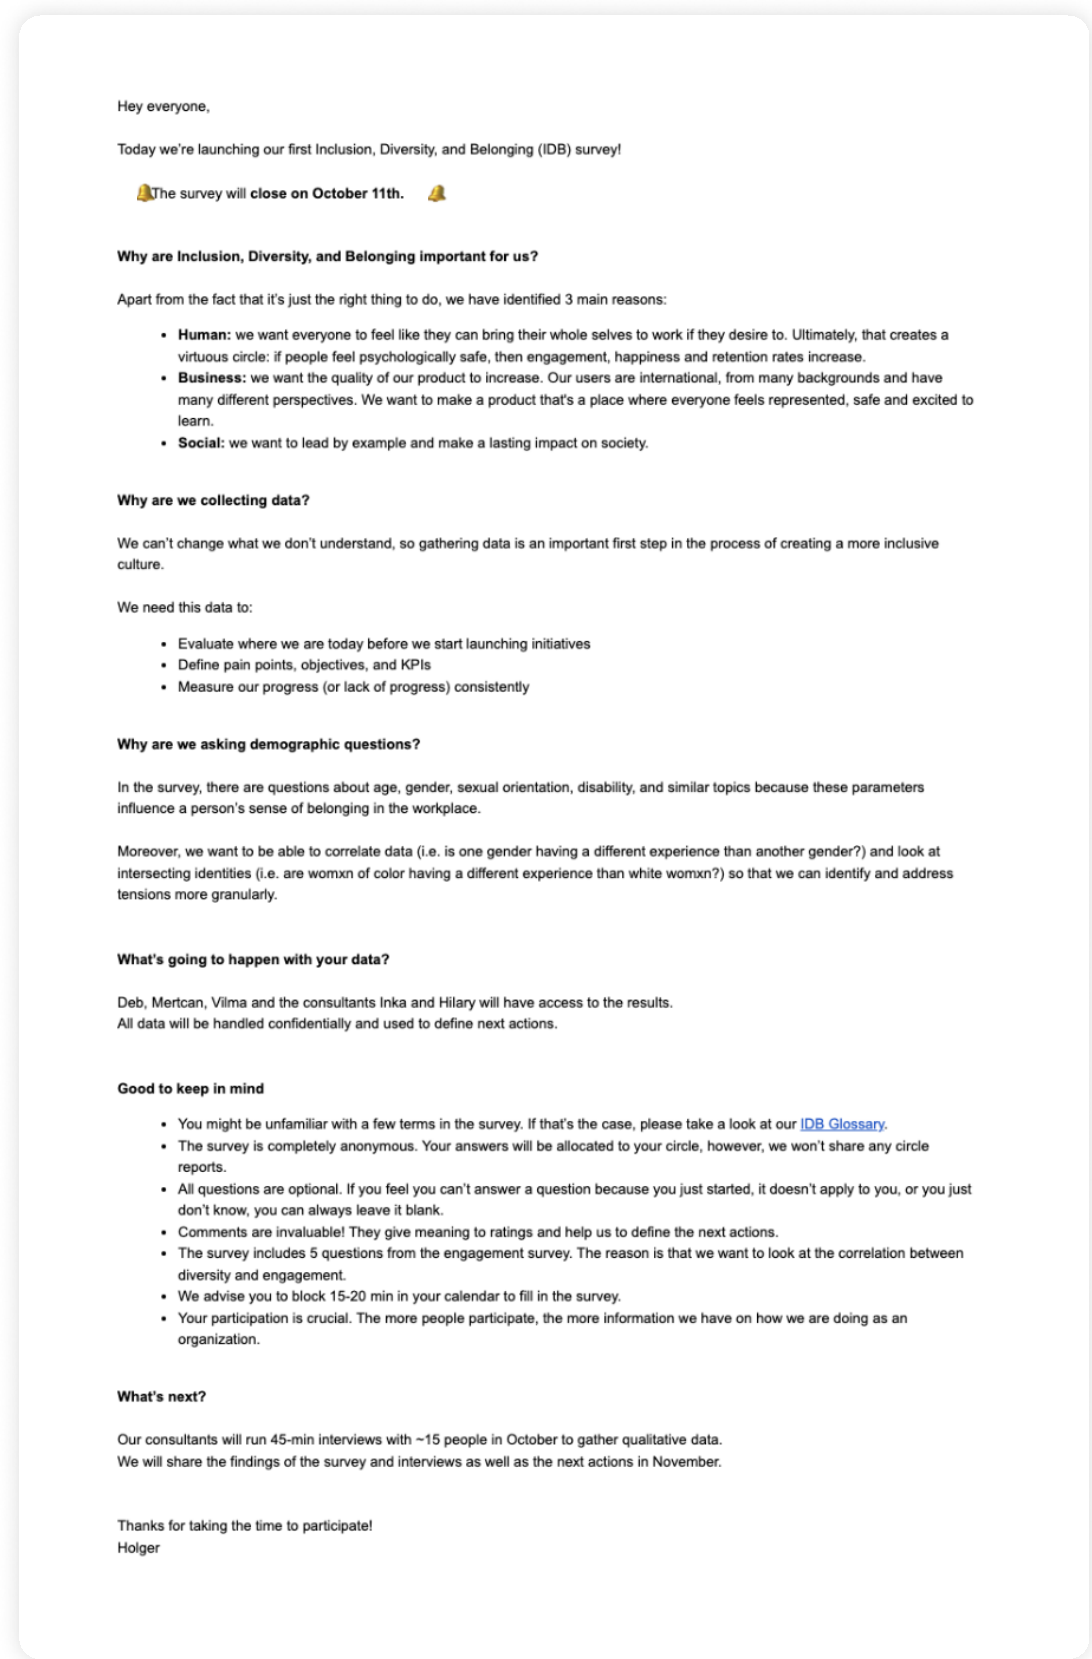 Hey everyone,
Today we're launching our first Inclusion, Diversity, and Belonging (IDB) survey!
🔔The survey will close on October 11th. 🔔
Why are Inclusion, Diversity, and Belonging important for us?
Apart from the fact that it's just the right thing to do, we have identified 3 main reasons:
• Human: we want everyone to feel like they can bring their whole selves to work if they desire to. Ultimately, that creates a
virtuous circle: if people feel psychologically safe, then engagement, happiness and retention rates increase.
• Business: we want the quality of our product to increase. Our users are international, from many backgrounds and have
many different perspectives. We want to make a product that's a place where everyone feels represented, safe and excited to
learn.
• Social: we want to lead by example and make a lasting impact on society.
Why are we collecting data?
We can't change what we don't understand, so gathering data is an important first step in the process of creating a more inclusive
culture.
We need this data to:
• Evaluate where we are today before we start launching initiatives
• Define pain points, objectives, and KPIs
• Measure our progress (or lack of progress) consistently
Why are we asking demographic questions?
In the survey, there are questions about age, gender, sexual orientation, disability, and similar topics because these parameters
influence a person's sense of belonging in the workplace.
Moreover, we want to be able to correlate data (i.e. is one gender having a different experience than another gender?) and look at
intersecting identities (i.e. are womxn of color having a different experience than white womxn?) so that we can identify and address
tensions more granularly.
What's going to happen with your data?
Deb, Mertcan, Vilma and the consultants Inka and Hilary will have access to the results.
All data will be handled confidentially and used to define next actions.
Good to keep in mind
• You might be unfamiliar with a few terms in the survey. If that's the case, please take a look at our IDB Glossary.
• The survey is completely anonymous. Your answers will be allocated to your circle, however, we won't share any circle
reports.
• All questions are optional. If you feel you can't answer a question because you just started, it doesn't apply to you, or you just
don't know, you can always leave it blank.
• Comments are invaluable! They give meaning to ratings and help us to define the next actions.
• The survey includes 5 questions from the engagement survey. The reason is that we want to look at the correlation between
diversity and engagement.
• We advise you to block 15-20 min in your calendar to fill in the survey.
• Your participation is crucial. The more people participate, the more information we have on how we are doing as an
organization.
What's next?
Our consultants will run 45-min interviews with ~15 people in October to gather qualitative data.
We will share the findings of the survey and interviews as well as the next actions in November.
Thanks for taking the time to participate!
Holger